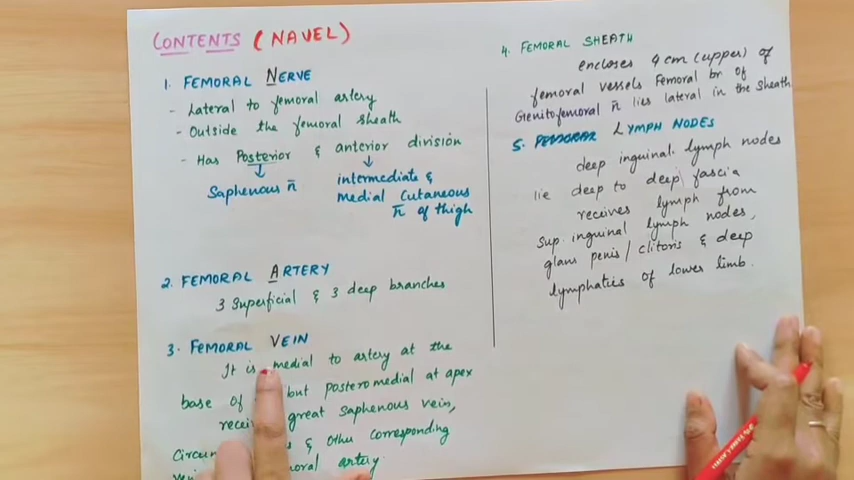 CONTENTS (NAVEL)
1. FEMORAL NERVE
- Lateral to femoral artery
- Outside the femoral sheath
- Has Posterior & anterior division
Saphenous n̄
intermediate &
medial cutaneous
n̄ of thigh
2. FEMORAL ARTERY
3 Superficial & 3 deep branches
3. FEMORAL VEIN
It is medial to artery at the
base of but posteromedial at apex
great saphenous vein,
& other corresponding
artery
4. FEMORAL SHEATH
encloses 4 cm (upper) of
femoral vessels Femoral br of
Genitofemoral n̄ lies lateral in the sheath
5. LYMPH NODES
deep inguinal lymph nodes
lie deep to deep fascia
receives lymph from
sup. inguinal lymph nodes,
glans penis/clitoris & deep
lymphatics of lower limb.